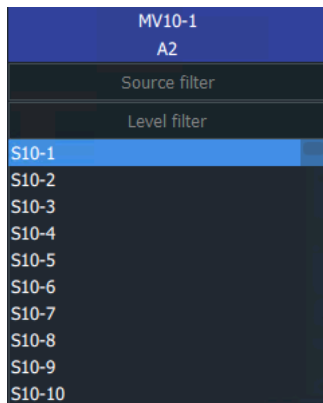 MV10-1
A2
Source filter
Level filter
S10-1
S10-2
S10-3
S10-4
S10-5
S10-6
S10-7
S10-8
S10-9
S10-10